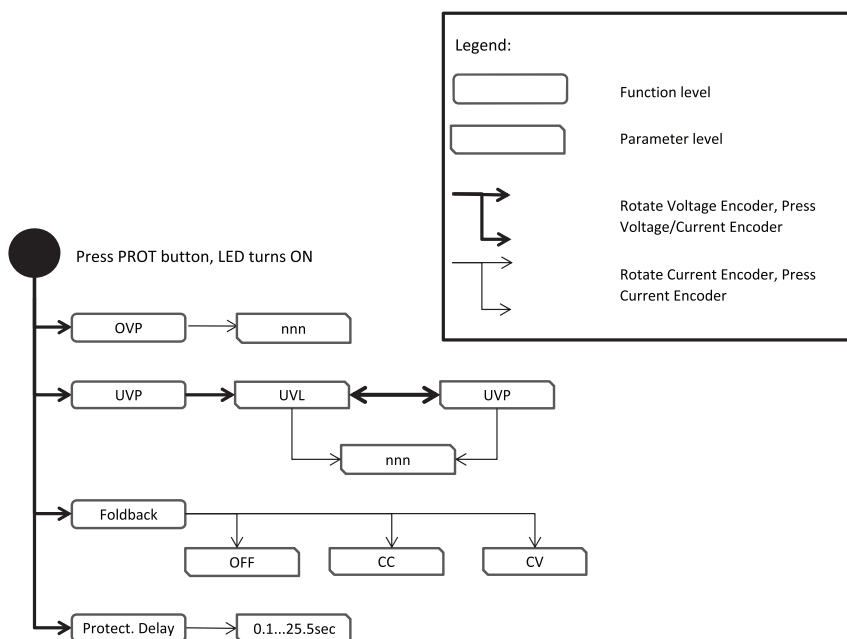 Legend:
Function level
Parameter level
Rotate Voltage Encoder, Press
Voltage/Current Encoder
Rotate Current Encoder, Press
Current Encoder
Press PROT button, LED turns ON
OVP
nnn
UVP
UVL
UVP
nnn
Foldback
OFF
CC
CV
Protect. Delay
0.1...25.5sec